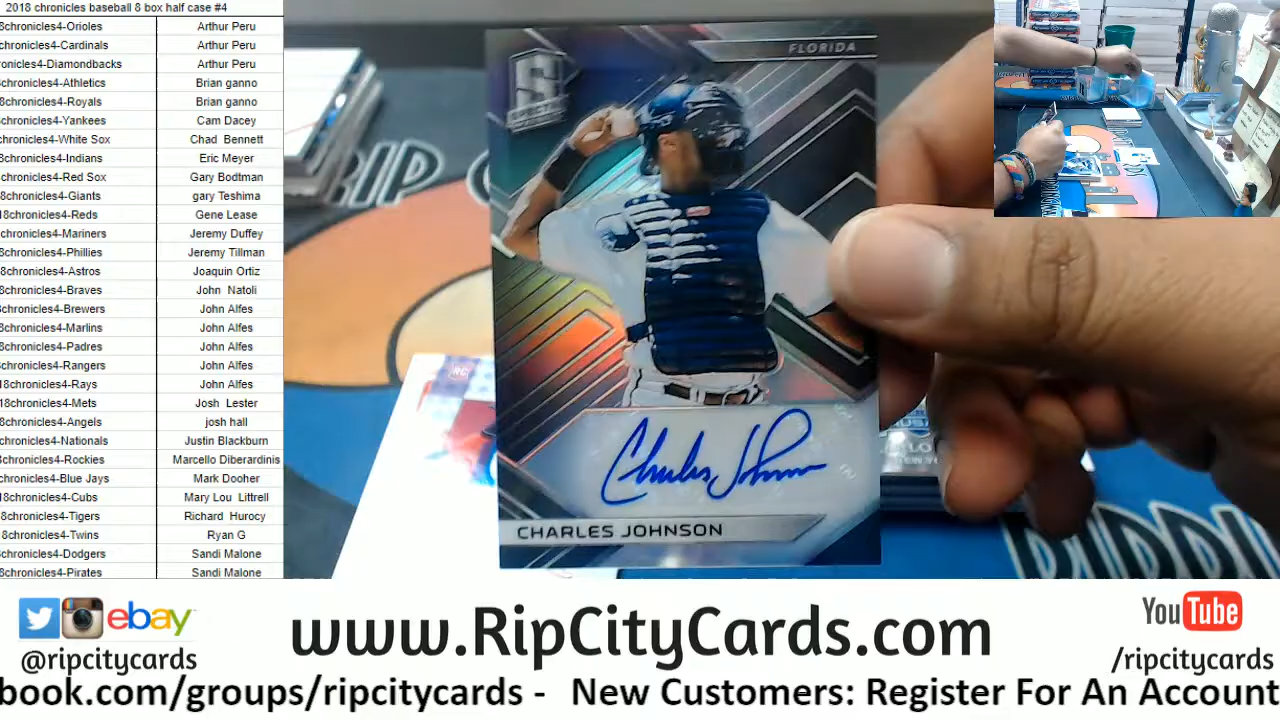 2018 chronicles baseball 8 box half case #4
8chronicles4-Orioles Arthur Peru
chronicles4-Cardinals Arthur Peru
onicles4-Diamondbacks Arthur Peru
chronicles4-Athletics Brian ganno
8chronicles4-Royals Brian ganno
chronicles4-Yankees Cam Dacey
chronicles4-White Sox Chad Bennett
8chronicles4-Indians Eric Meyer
chronicles4-Red Sox Gary Bodtman
8chronicles4-Giants gary Teshima
18chronicles4-Reds Gene Lease
chronicles4-Mariners Jeremy Duffey
chronicles4-Phillies Jeremy Tillman
8chronicles4-Astros Joaquin Ortiz
8chronicles4-Braves John Natoli
chronicles4-Brewers John Alfes
8chronicles4-Marlins John Alfes
8chronicles4-Padres John Alfes
8chronicles4-Rangers John Alfes
18chronicles4-Rays John Alfes
18chronicles4-Mets Josh Lester
8chronicles4-Angels josh hall
chronicles4-Nationals Justin Blackburn
8chronicles4-Rockies Marcello Diberardinis
chronicles4-Blue Jays Mark Dooher
18chronicles4-Cubs Mary Lou Littrell
8chronicles4-Tigers Richard Hurocy
8chronicles4-Twins Ryan G
8chronicles4-Dodgers Sandi Malone
8chronicles4-Pirates Sandi Malone
FLORIDA
S
RIP
RC
Charles Johnson
CHARLES JOHNSON
ebay
@ripcitycards
www.RipCityCards.com
YouTube
/ripcitycards
book.com/groups/ripcitycards - New Customers: Register For An Account